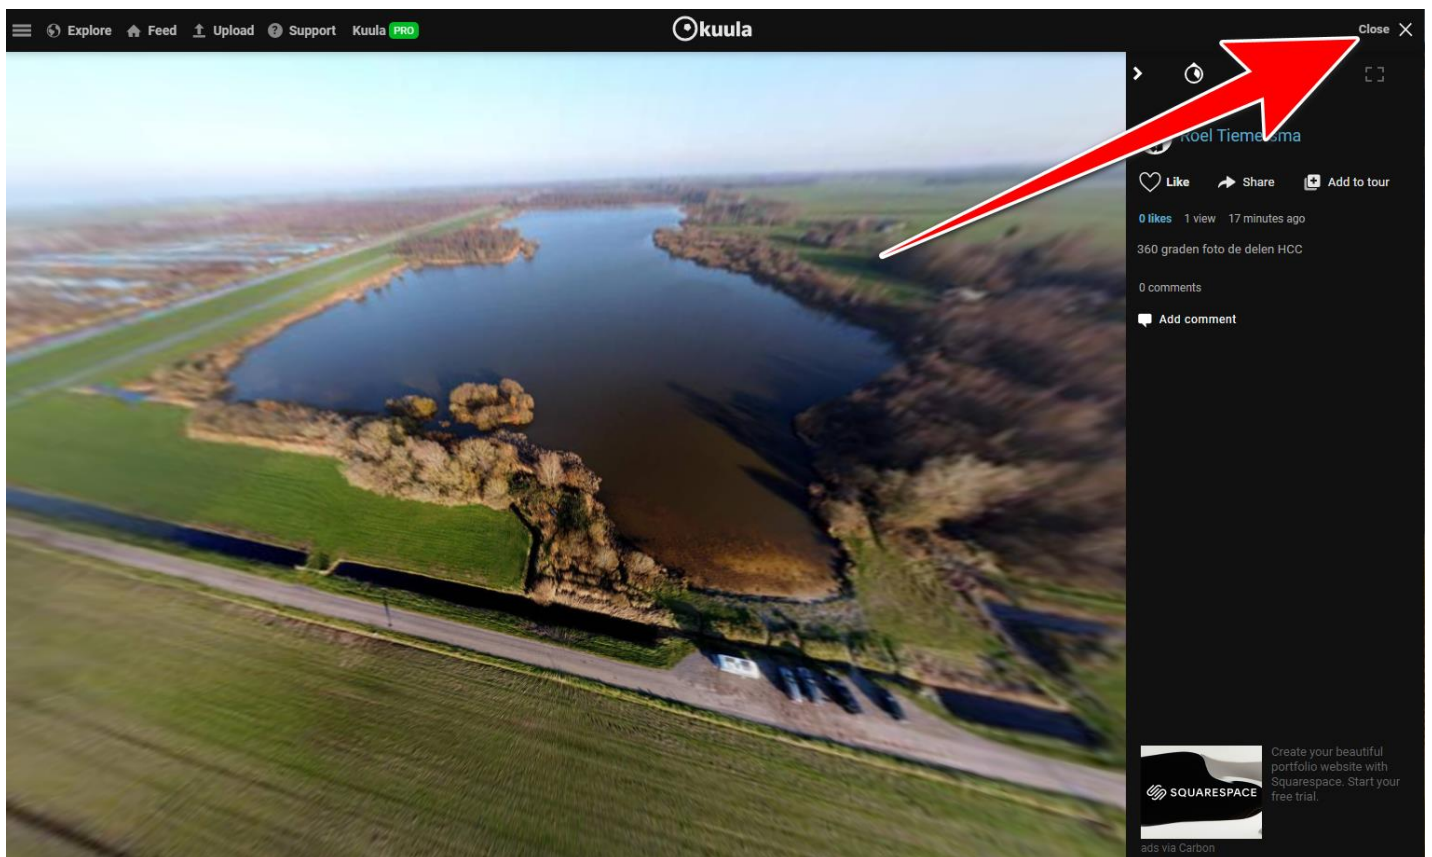 Explore Feed Upload Support Kuula PRO
kuula
Close
Roel Tiemersma
Like Share Add to tour
0 likes 1 view 17 minutes ago
360 graden foto de delen HCC
0 comments
Add comment
SQUARESPACE
Create your beautiful
portfolio website with
Squarespace. Start your
free trial.
ads via Carbon